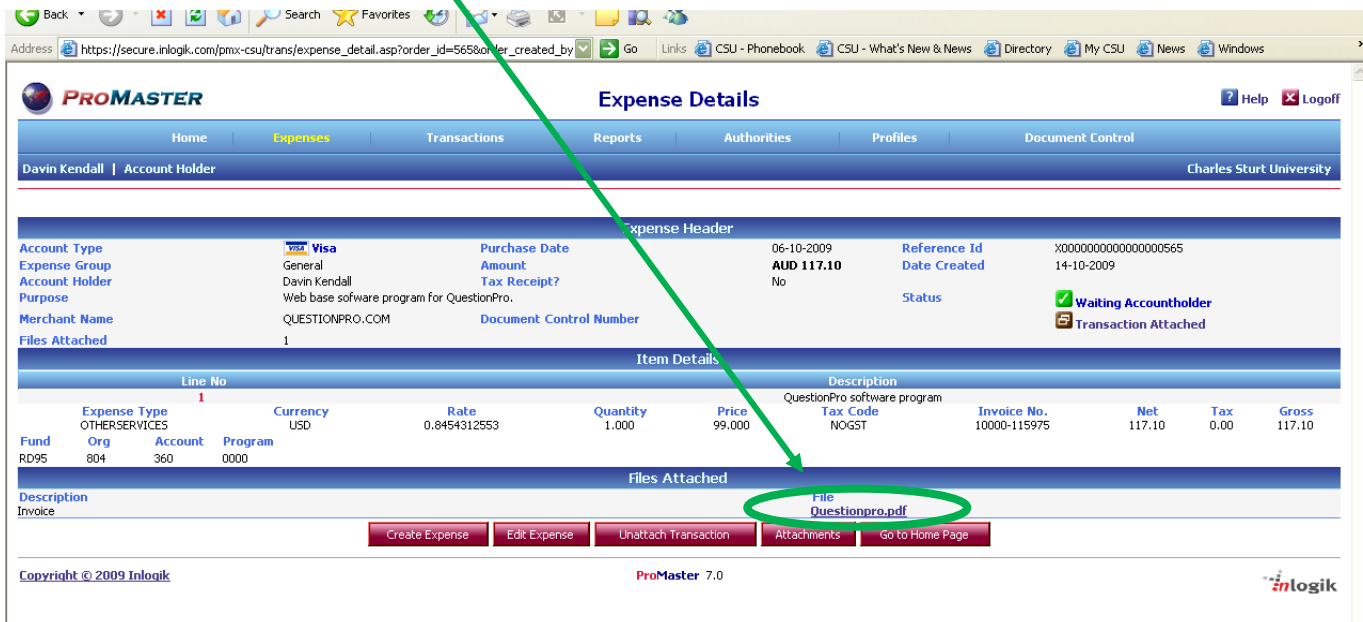 Back Search Favorites
Address https://secure.inlogik.com/pmx-csu/trans/expense_detail.asp?order_id=565&order_created_by Go Links CSU - Phonebook CSU - What's New & News Directory My CSU News Windows »
PROMASTER Expense Details Help Logoff
Home Expenses Transactions Reports Authorities Profiles Document Control
Davin Kendall | Account Holder Charles Sturt University
Expense Header
Account Type VISA Visa Purchase Date 06-10-2009 Reference Id X0000000000000000565
Expense Group General Amount AUD 117.10 Date Created 14-10-2009
Account Holder Davin Kendall Tax Receipt? No
Purpose Web base sofware program for QuestionPro. Status Waiting Accountholder
Merchant Name QUESTIONPRO.COM Document Control Number Transaction Attached
Files Attached 1
Item Details
Line No Description
1 QuestionPro software program
Expense Type Currency Rate Quantity Price Tax Code Invoice No. Net Tax Gross
OTHERSERVICES USD 0.8454312553 1.000 99.000 NOGST 10000-115975 117.10 0.00 117.10
Fund Org Account Program
RD95 804 360 0000
Files Attached
Description File
Invoice Questionpro.pdf
Create Expense Edit Expense Unattach Transaction Attachments Go to Home Page
Copyright © 2009 Inlogik ProMaster 7.0 inlogik